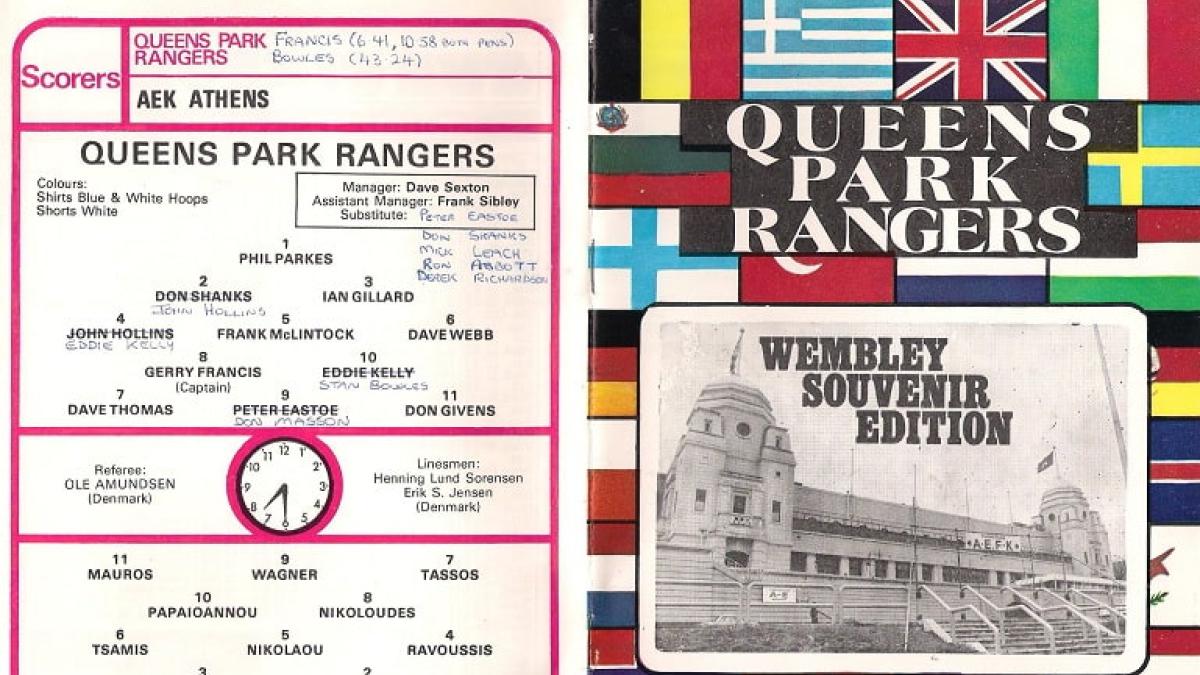 Scorers
QUEENS PARK RANGERS
FRANCIS (6.41, 10.58 BOTH PENS)
BOWLES (43.24)
AEK ATHENS
QUEENS PARK RANGERS
Colours:
Shirts Blue & White Hoops
Shorts White
Manager: Dave Sexton
Assistant Manager: Frank Sibley
Substitute: PETER EASTOE
DON SHANKS
MICK LEACH
RON ABBOTT
DEREK RICHARDSON
1
PHIL PARKES
2 3
DON SHANKS IAN GILLARD
JOHN HOLLINS
4 5 6
JOHN HOLLINS FRANK McLINTOCK DAVE WEBB
EDDIE KELLY
8 10
GERRY FRANCIS EDDIE KELLY
(Captain) STAN BOWLES
7 9 11
DAVE THOMAS PETER EASTOE DON GIVENS
DON MASSON
Referee:
OLE AMUNDSEN
(Denmark)
12 1 2 3 4 5 6 7 8 9 10 11
Linesmen:
Henning Lund Sorensen
Erik S. Jensen
(Denmark)
11 9 7
MAUROS WAGNER TASSOS
10 8
PAPAIOANNOU NIKOLOUDES
6 5 4
TSAMIS NIKOLAOU RAVOUSSIS
3 2
QUEENS
PARK
RANGERS
WEMBLEY
SOUVENIR
EDITION
A·E·F·K
A-5